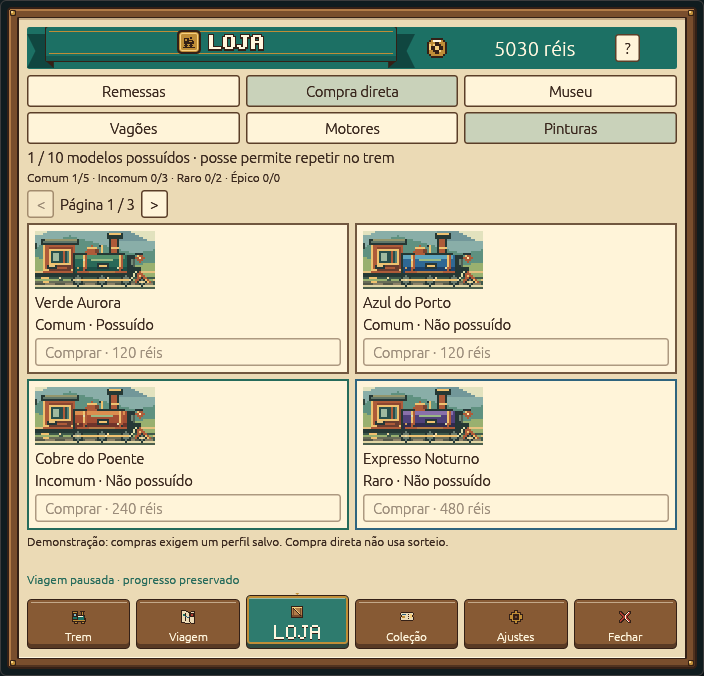 LOJA
5030 réis
?
Remessas
Compra direta
Museu
Vagões
Motores
Pinturas
1 / 10 modelos possuídos · posse permite repetir no trem
Comum 1/5 · Incomum 0/3 · Raro 0/2 · Épico 0/0
< Página 1 / 3 >
Verde Aurora
Comum · Possuído
Comprar · 120 réis
Azul do Porto
Comum · Não possuído
Comprar · 120 réis
Cobre do Poente
Incomum · Não possuído
Comprar · 240 réis
Expresso Noturno
Raro · Não possuído
Comprar · 480 réis
Demonstração: compras exigem um perfil salvo. Compra direta não usa sorteio.
Viagem pausada · progresso preservado
Trem
Viagem
LOJA
Coleção
Ajustes
Fechar